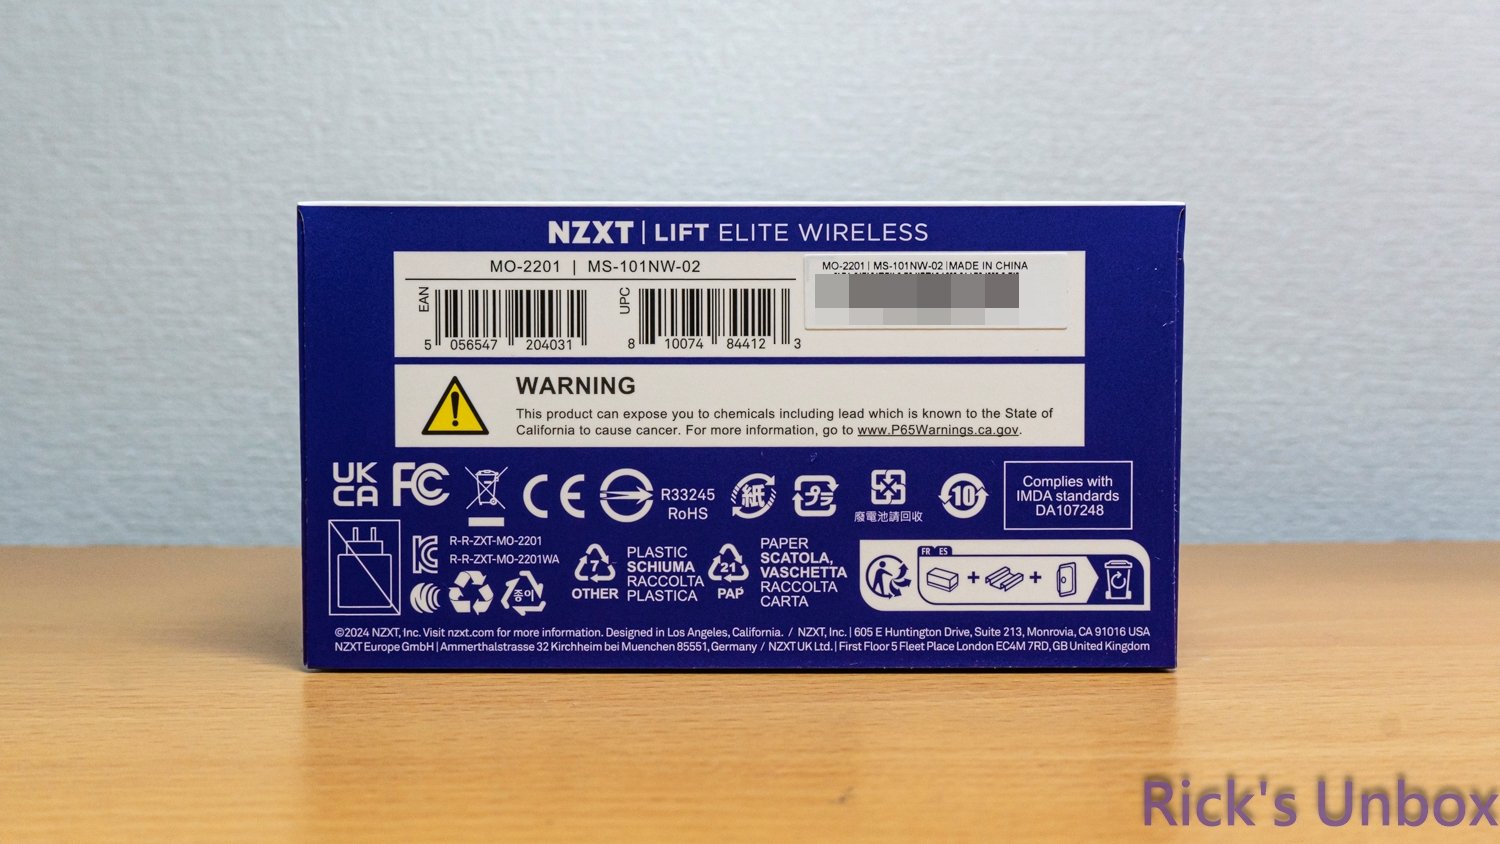 NZXT | LIFT ELITE WIRELESS
MO-2201 | MS-101NW-02
EAN
5 056547 204031
UPC
8 10074 84412 3
MO-2201 | MS-101NW-02 | MADE IN CHINA
WARNING
This product can expose you to chemicals including lead which is known to the State of
California to cause cancer. For more information, go to www.P65Warnings.ca.gov.
UK
CA
FC
CE
R33245
RoHS
紙
プラ
廢電池請回收
10
Complies with
IMDA standards
DA107248
R-R-ZXT-MO-2201
R-R-ZXT-MO-2201WA
종이
7
OTHER
PLASTIC
SCHIUMA
RACCOLTA
PLASTICA
21
PAP
PAPER
SCATOLA,
VASCHETTA
RACCOLTA
CARTA
FR ES
+ +
©2024 NZXT, Inc. Visit nzxt.com for more information. Designed in Los Angeles, California. / NZXT, Inc. | 605 E Huntington Drive, Suite 213, Monrovia, CA 91016 USA
NZXT Europe GmbH | Ammerthalstrasse 32 Kirchheim bei Muenchen 85551, Germany / NZXT UK Ltd. | First Floor 5 Fleet Place London EC4M 7RD, GB United Kingdom
Rick's Unbox